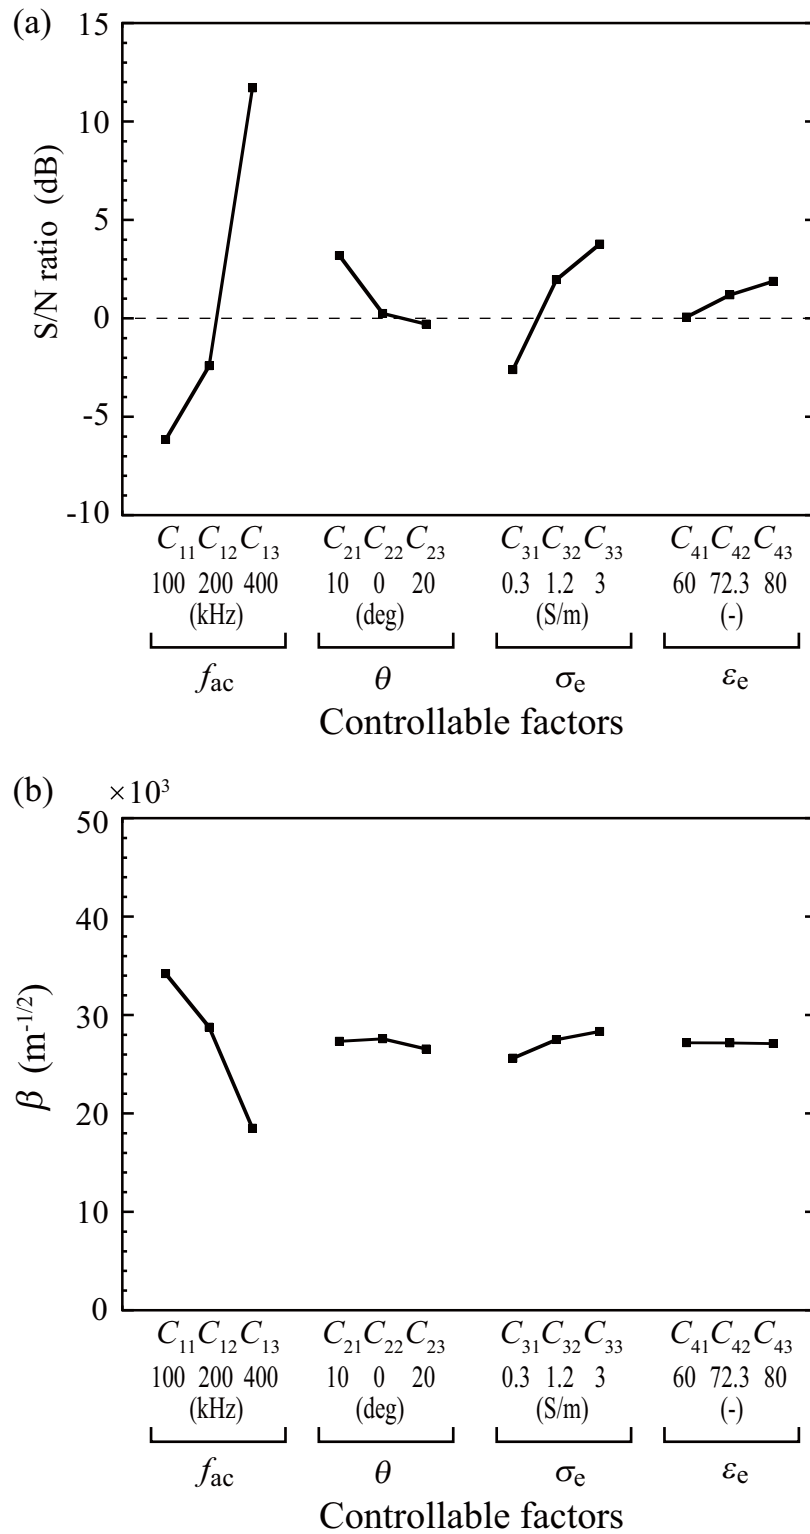 (a)
15
10
5
0
-5
-10
S/N ratio (dB)
C11 C12 C13 C21 C22 C23 C31 C32 C33 C41 C42 C43
100 200 400 10 0 20 0.3 1.2 3 60 72.3 80
(kHz) (deg) (S/m) (-)
fac θ σe εe
Controllable factors
(b)
×10³
50
40
30
20
10
0
β (m-1/2)
C11 C12 C13 C21 C22 C23 C31 C32 C33 C41 C42 C43
100 200 400 10 0 20 0.3 1.2 3 60 72.3 80
(kHz) (deg) (S/m) (-)
fac θ σe εe
Controllable factors